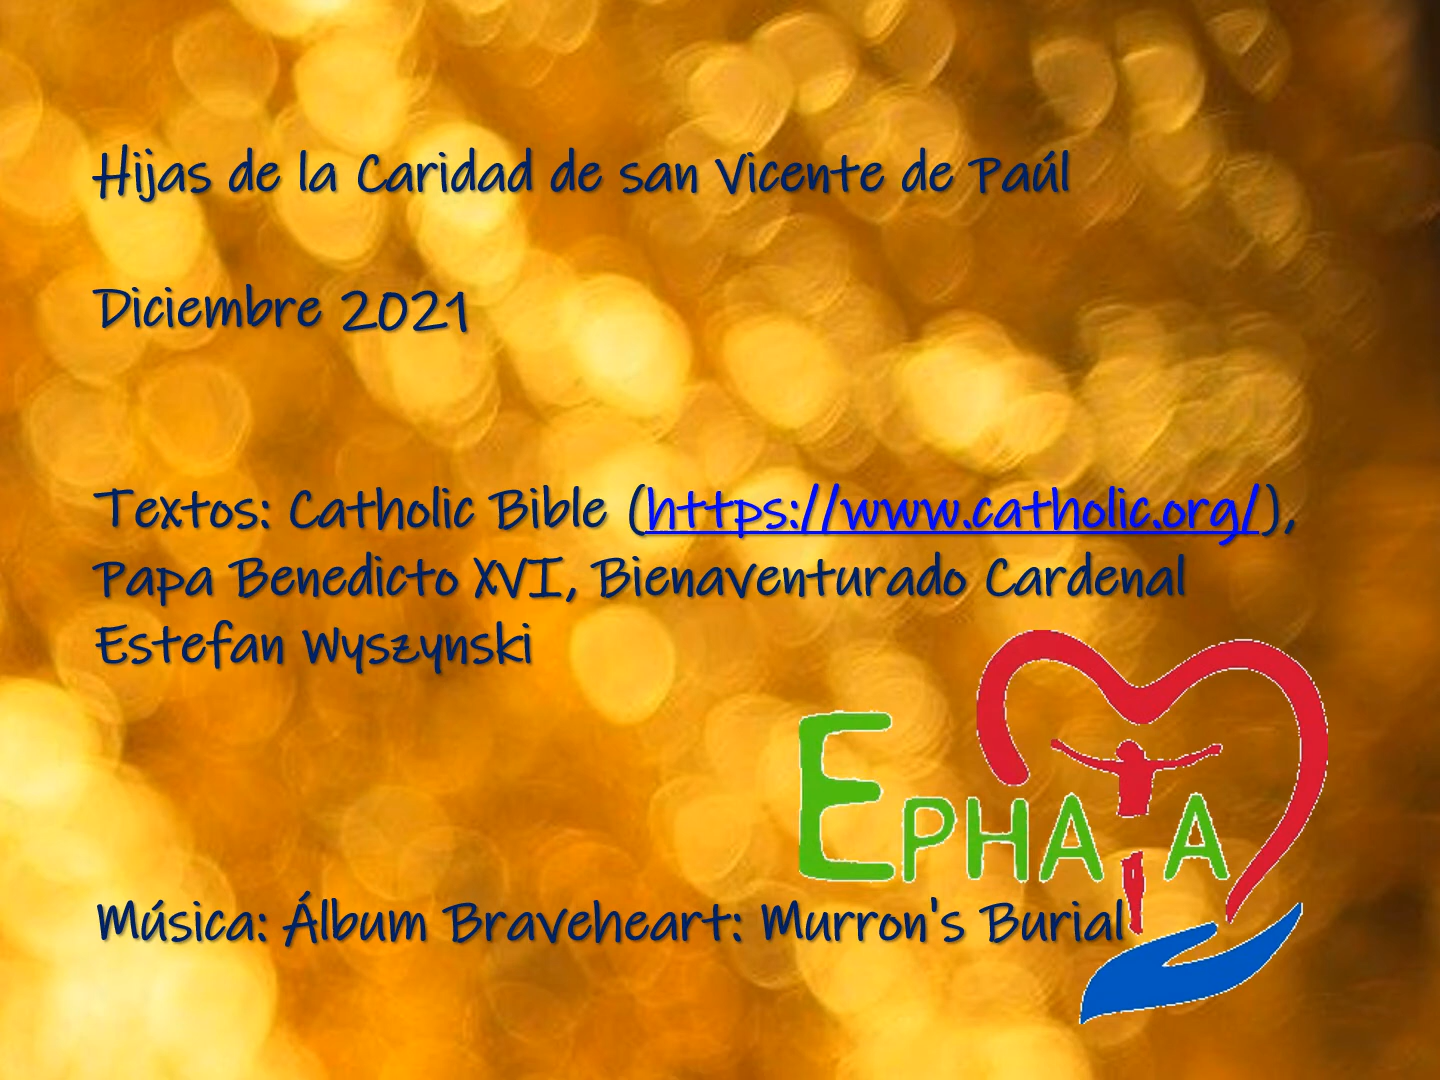 Hijas de la Caridad de san Vicente de Paúl
Diciembre 2021
Textos: Catholic Bible (https://www.catholic.org/),
Papa Benedicto XVI, Bienaventurado Cardenal
Estefan Wyszynski
EPHATA
Música: Álbum Braveheart: Murron's Burial